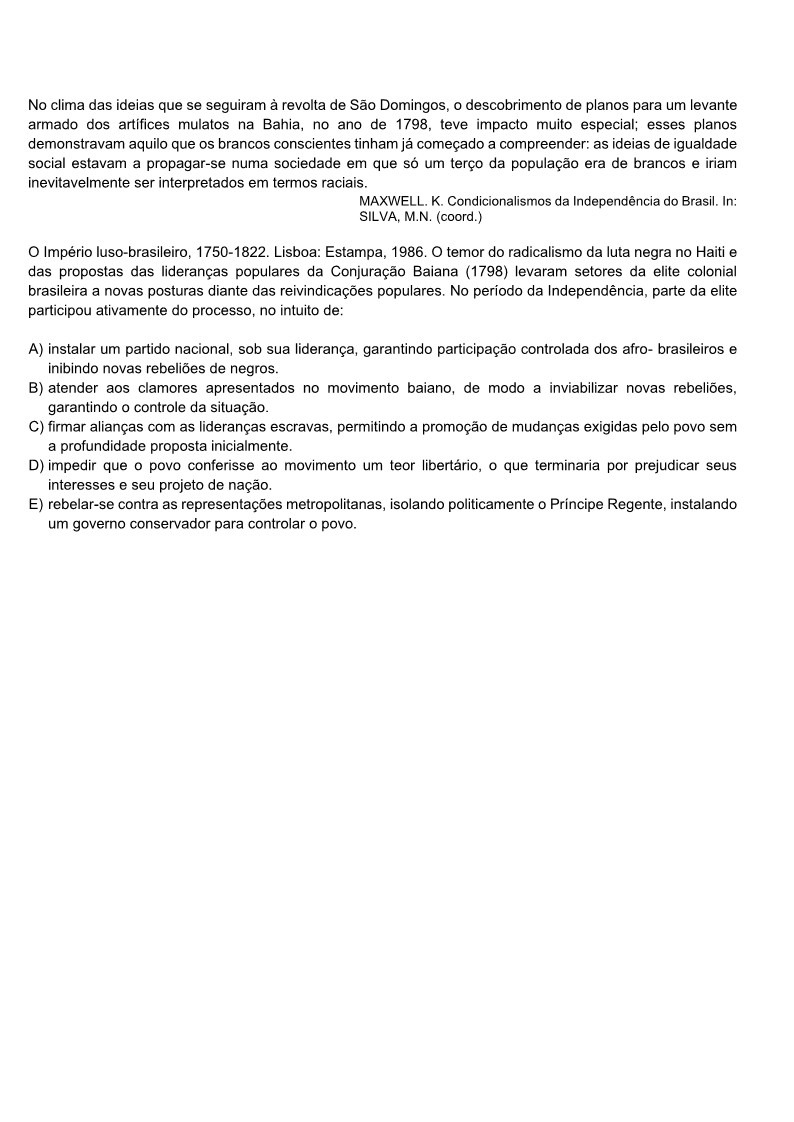 No clima das ideias que se seguiram à revolta de São Domingos, o descobrimento de planos para um levante
armado dos artífices mulatos na Bahia, no ano de 1798, teve impacto muito especial; esses planos
demonstravam aquilo que os brancos conscientes tinham já começado a compreender: as ideias de igualdade
social estavam a propagar-se numa sociedade em que só um terço da população era de brancos e iriam
inevitavelmente ser interpretados em termos raciais.
MAXWELL. K. Condicionalismos da Independência do Brasil. In:
SILVA, M.N. (coord.)
O Império luso-brasileiro, 1750-1822. Lisboa: Estampa, 1986. O temor do radicalismo da luta negra no Haiti e
das propostas das lideranças populares da Conjuração Baiana (1798) levaram setores da elite colonial
brasileira a novas posturas diante das reivindicações populares. No período da Independência, parte da elite
participou ativamente do processo, no intuito de:
A) instalar um partido nacional, sob sua liderança, garantindo participação controlada dos afro- brasileiros e
inibindo novas rebeliões de negros.
B) atender aos clamores apresentados no movimento baiano, de modo a inviabilizar novas rebeliões,
garantindo o controle da situação.
C) firmar alianças com as lideranças escravas, permitindo a promoção de mudanças exigidas pelo povo sem
a profundidade proposta inicialmente.
D) impedir que o povo conferisse ao movimento um teor libertário, o que terminaria por prejudicar seus
interesses e seu projeto de nação.
E) rebelar-se contra as representações metropolitanas, isolando politicamente o Príncipe Regente, instalando
um governo conservador para controlar o povo.